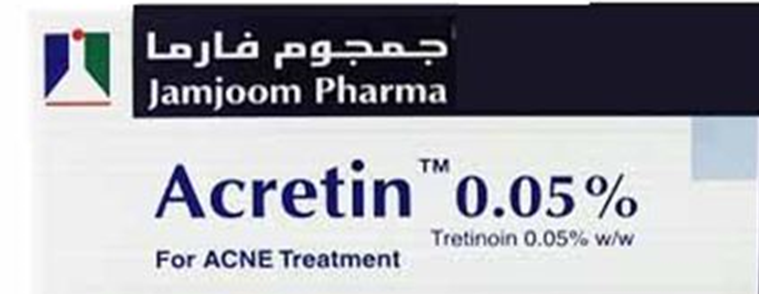 جمجوم فارما
Jamjoom Pharma
Acretin™ 0.05%
Tretinoin 0.05% w/w
For ACNE Treatment